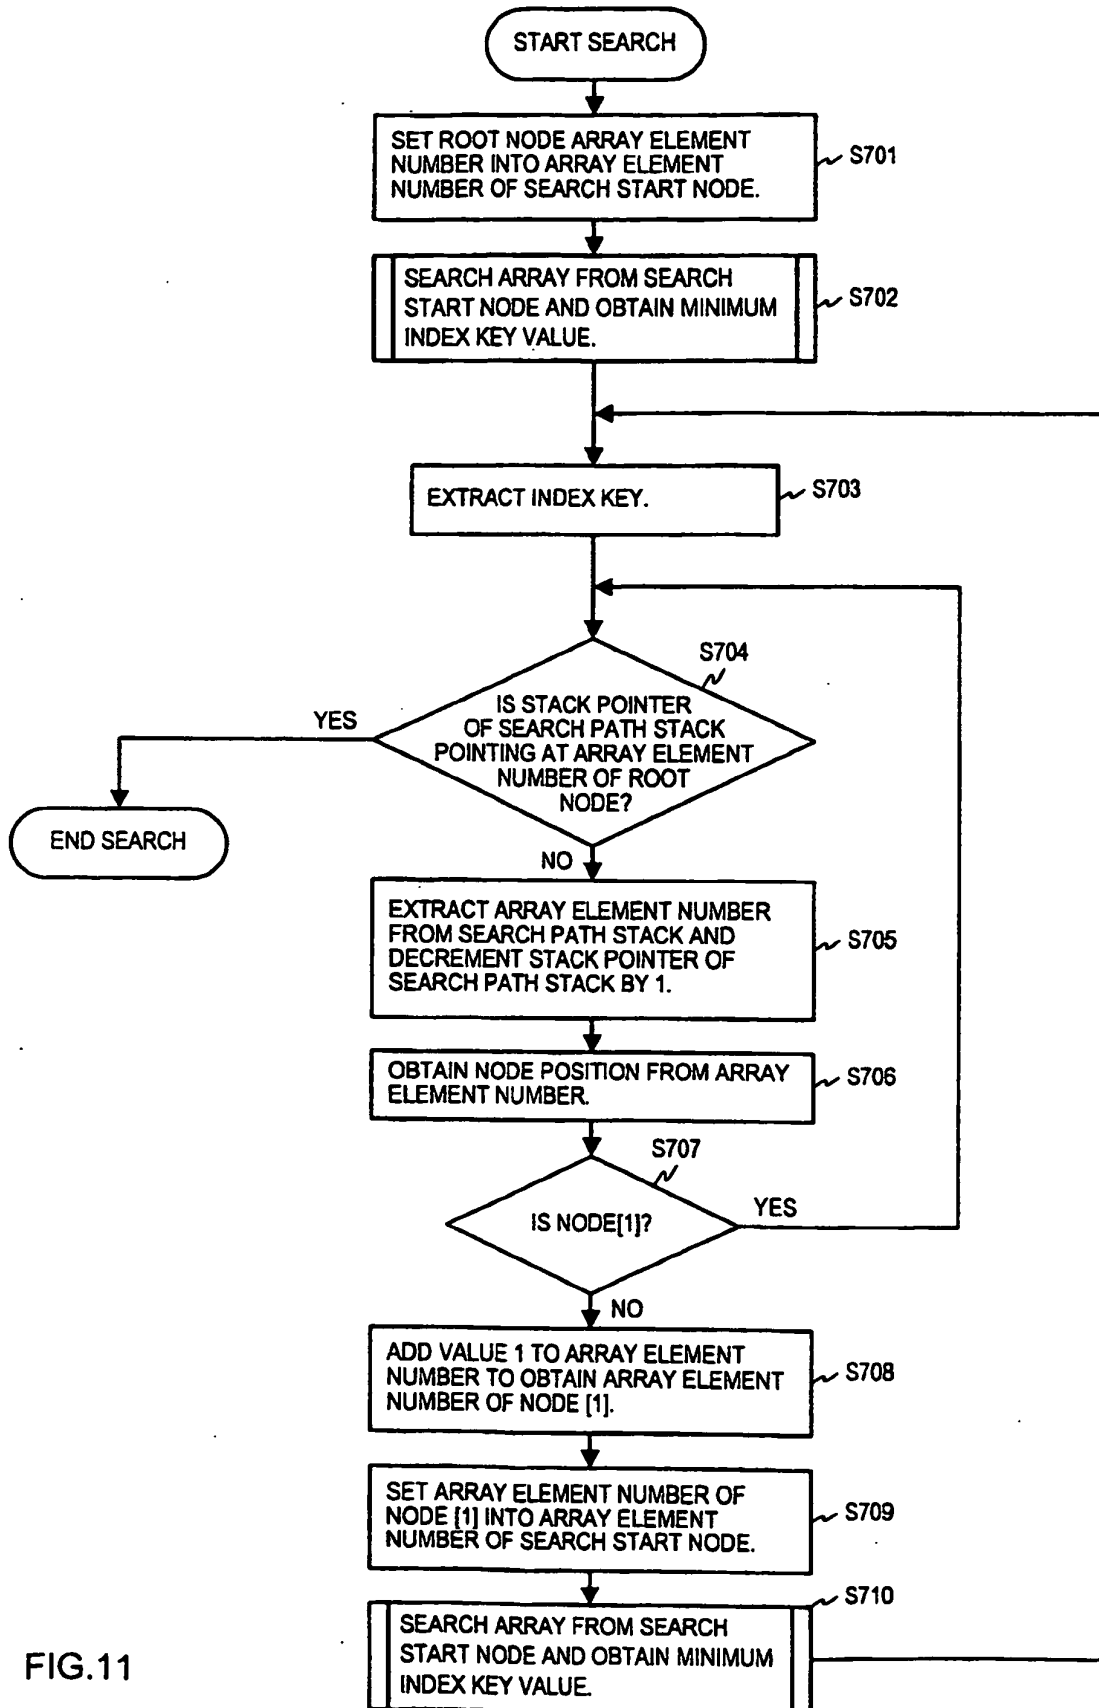 START SEARCH
SET ROOT NODE ARRAY ELEMENT
NUMBER INTO ARRAY ELEMENT
NUMBER OF SEARCH START NODE.
S701
SEARCH ARRAY FROM SEARCH
START NODE AND OBTAIN MINIMUM
INDEX KEY VALUE.
S702
EXTRACT INDEX KEY.
S703
S704
IS STACK POINTER
OF SEARCH PATH STACK
POINTING AT ARRAY ELEMENT
NUMBER OF ROOT
NODE?
YES
END SEARCH
NO
EXTRACT ARRAY ELEMENT NUMBER
FROM SEARCH PATH STACK AND
DECREMENT STACK POINTER OF
SEARCH PATH STACK BY 1.
S705
OBTAIN NODE POSITION FROM ARRAY
ELEMENT NUMBER.
S706
S707
IS NODE[1]?
YES
NO
ADD VALUE 1 TO ARRAY ELEMENT
NUMBER TO OBTAIN ARRAY ELEMENT
NUMBER OF NODE [1].
S708
SET ARRAY ELEMENT NUMBER OF
NODE [1] INTO ARRAY ELEMENT
NUMBER OF SEARCH START NODE.
S709
S710
SEARCH ARRAY FROM SEARCH
START NODE AND OBTAIN MINIMUM
INDEX KEY VALUE.
FIG.11